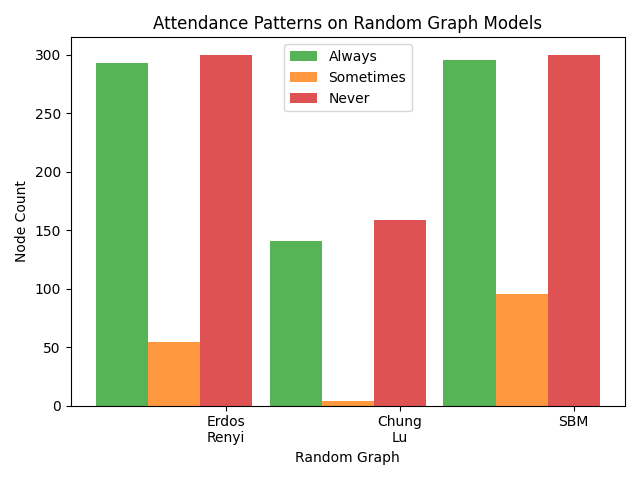 Attendance Patterns on Random Graph Models
Always
Sometimes
Never
Node Count
300
250
200
150
100
50
0
Erdos
Renyi
Chung
Lu
SBM
Random Graph